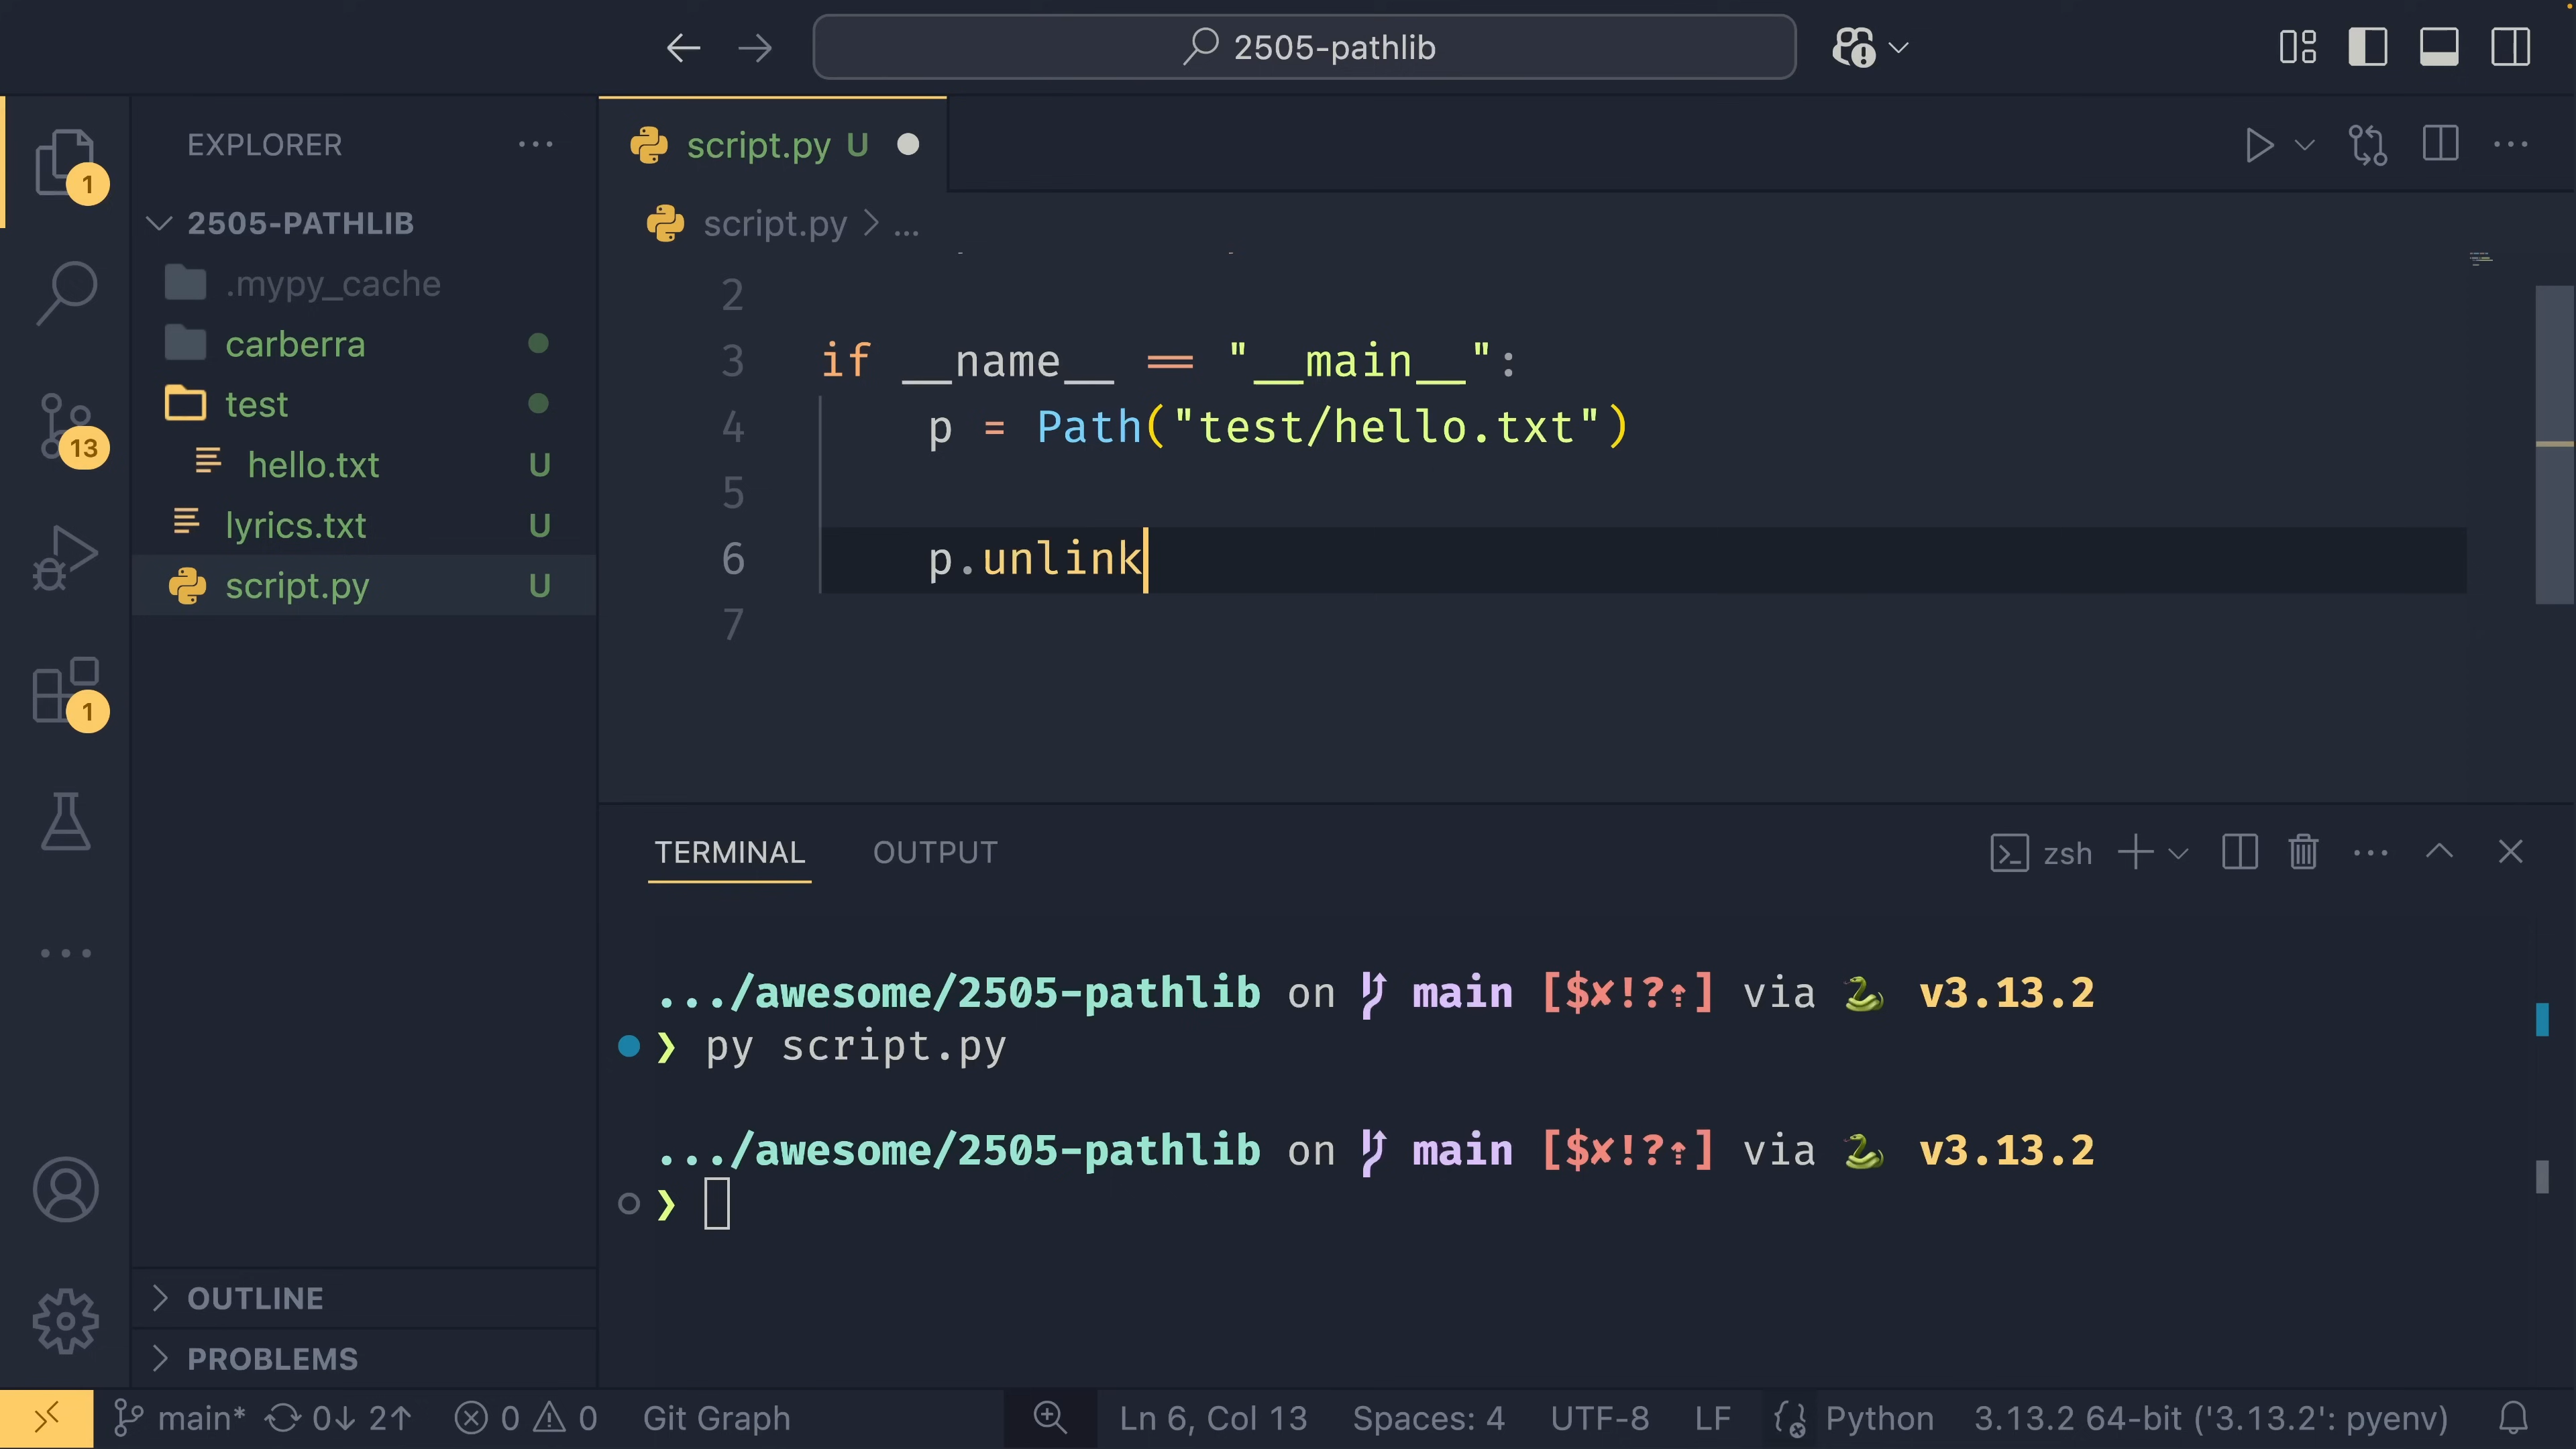 2505-pathlib
EXPLORER
1
2505-PATHLIB
.mypy_cache
carberra
test
hello.txt U
lyrics.txt U
script.py U
13
1
OUTLINE
PROBLEMS
script.py U
script.py > ...
2
3 if __name__ == "__main__":
4 p = Path("test/hello.txt")
5
6 p.unlink
7
TERMINAL
OUTPUT
zsh
.../awesome/2505-pathlib on main [$✘!?⇡] via 🐍 v3.13.2
❯ py script.py
.../awesome/2505-pathlib on main [$✘!?⇡] via 🐍 v3.13.2
❯
main* 0↓ 2↑ 0 0 Git Graph Ln 6, Col 13 Spaces: 4 UTF-8 LF Python 3.13.2 64-bit ('3.13.2': pyenv)